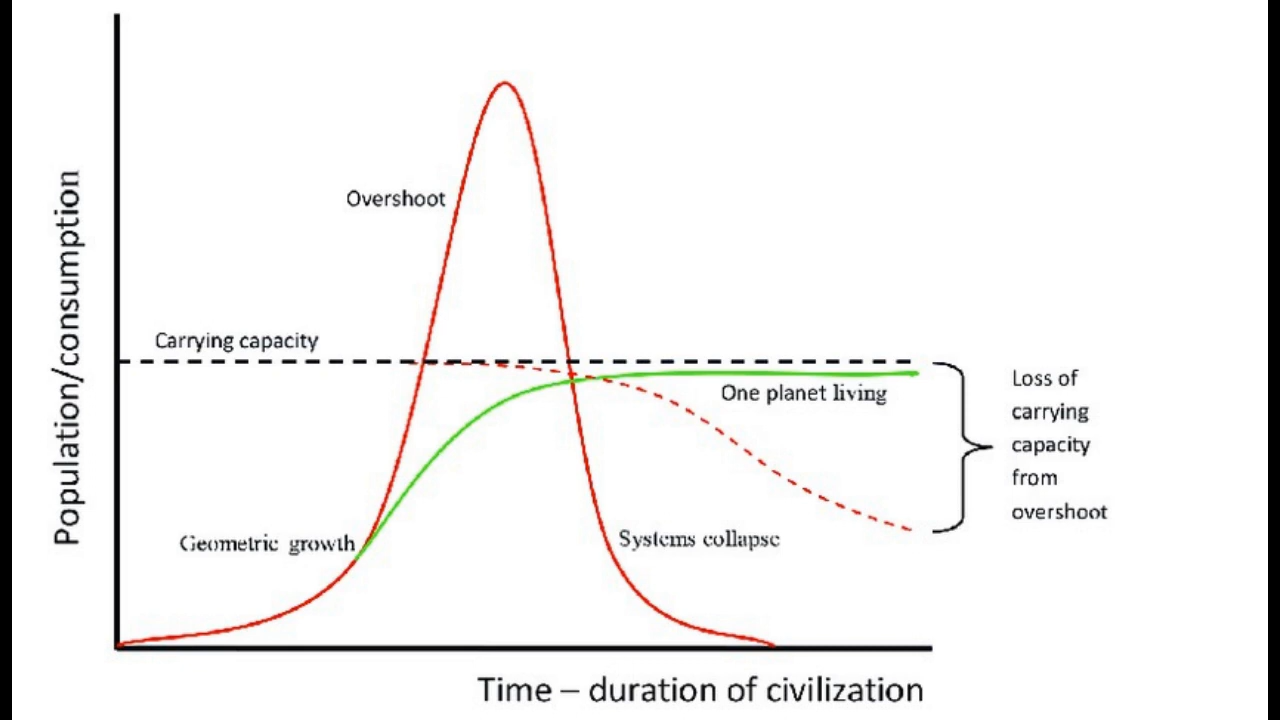 Population/consumption
Overshoot
Carrying capacity
One planet living
Loss of
carrying
capacity
from
overshoot
Geometric growth
Systems collapse
Time – duration of civilization